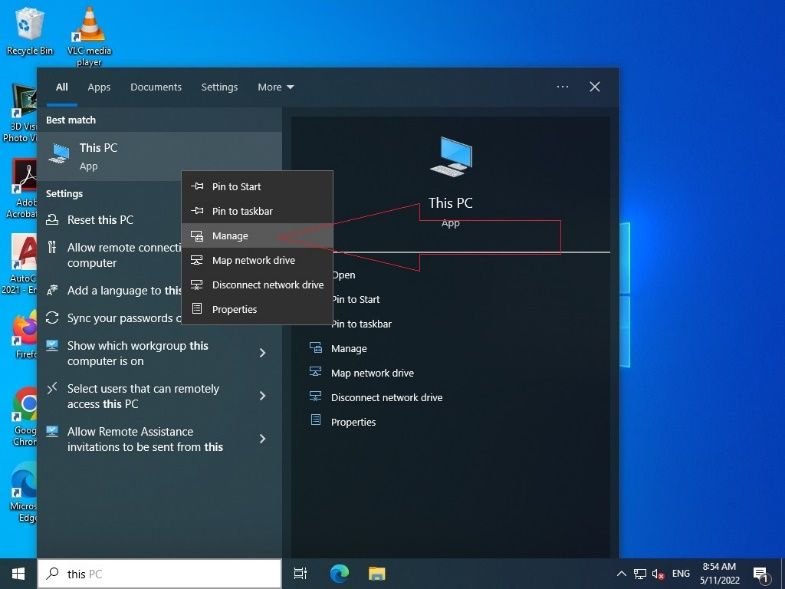 Recycle Bin
VLC media
player
3D Vis
Photo Vi
Adob
Acroba
AutoC
2021 - En
Firefo
Goog
Chron
Micros
Edge
All Apps Documents Settings More
Best match
This PC
App
Settings
Reset this PC
Allow remote connecti
computer
Add a language to this
Sync your passwords o
Show which workgroup this
computer is on
Select users that can remotely
access this PC
Allow Remote Assistance
invitations to be sent from this
Pin to Start
Pin to taskbar
Manage
Map network drive
Disconnect network drive
Properties
This PC
App
Open
Pin to Start
Pin to taskbar
Manage
Map network drive
Disconnect network drive
Properties
this PC
ENG
8:54 AM
5/11/2022
1